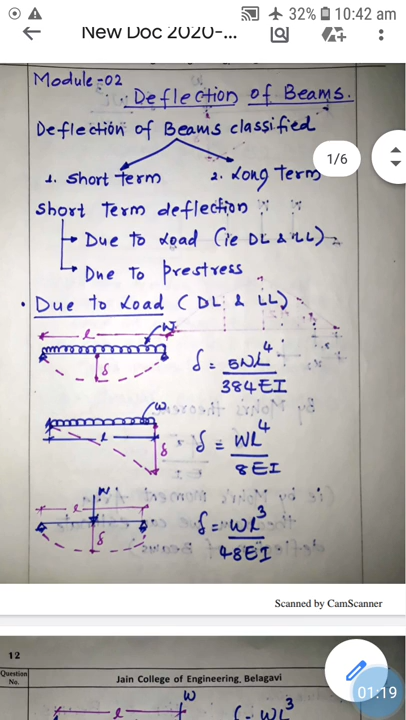 32% 10:42 am
New Doc 2020-...
Module-02
Deflection of Beams.
Deflection of Beams classified
1. Short Term 2. Long Term
1/6
Short Term deflection
Due to Load (ie DL & LL)
Due to Prestress
• Due to Load (DL & LL)
l W
δ δ = 5WL⁴/384EI
W
l δ δ = WL⁴/8EI
W
l
δ δ = WL³/48EI
Scanned by CamScanner
12
Question No. Jain College of Engineering, Belagavi
01:19
l W
WL³